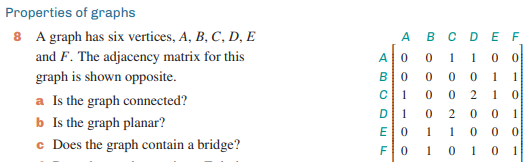 Properties of graphs
8 A graph has six vertices, A, B, C, D, E
and F. The adjacency matrix for this
graph is shown opposite.
a Is the graph connected?
b Is the graph planar?
c Does the graph contain a bridge?
A B C D E F
A 0 0 1 1 0 0
B 0 0 0 0 1 1
C 1 0 0 2 1 0
D 1 0 2 0 0 1
E 0 1 1 0 0 0
F 0 1 0 1 0 1